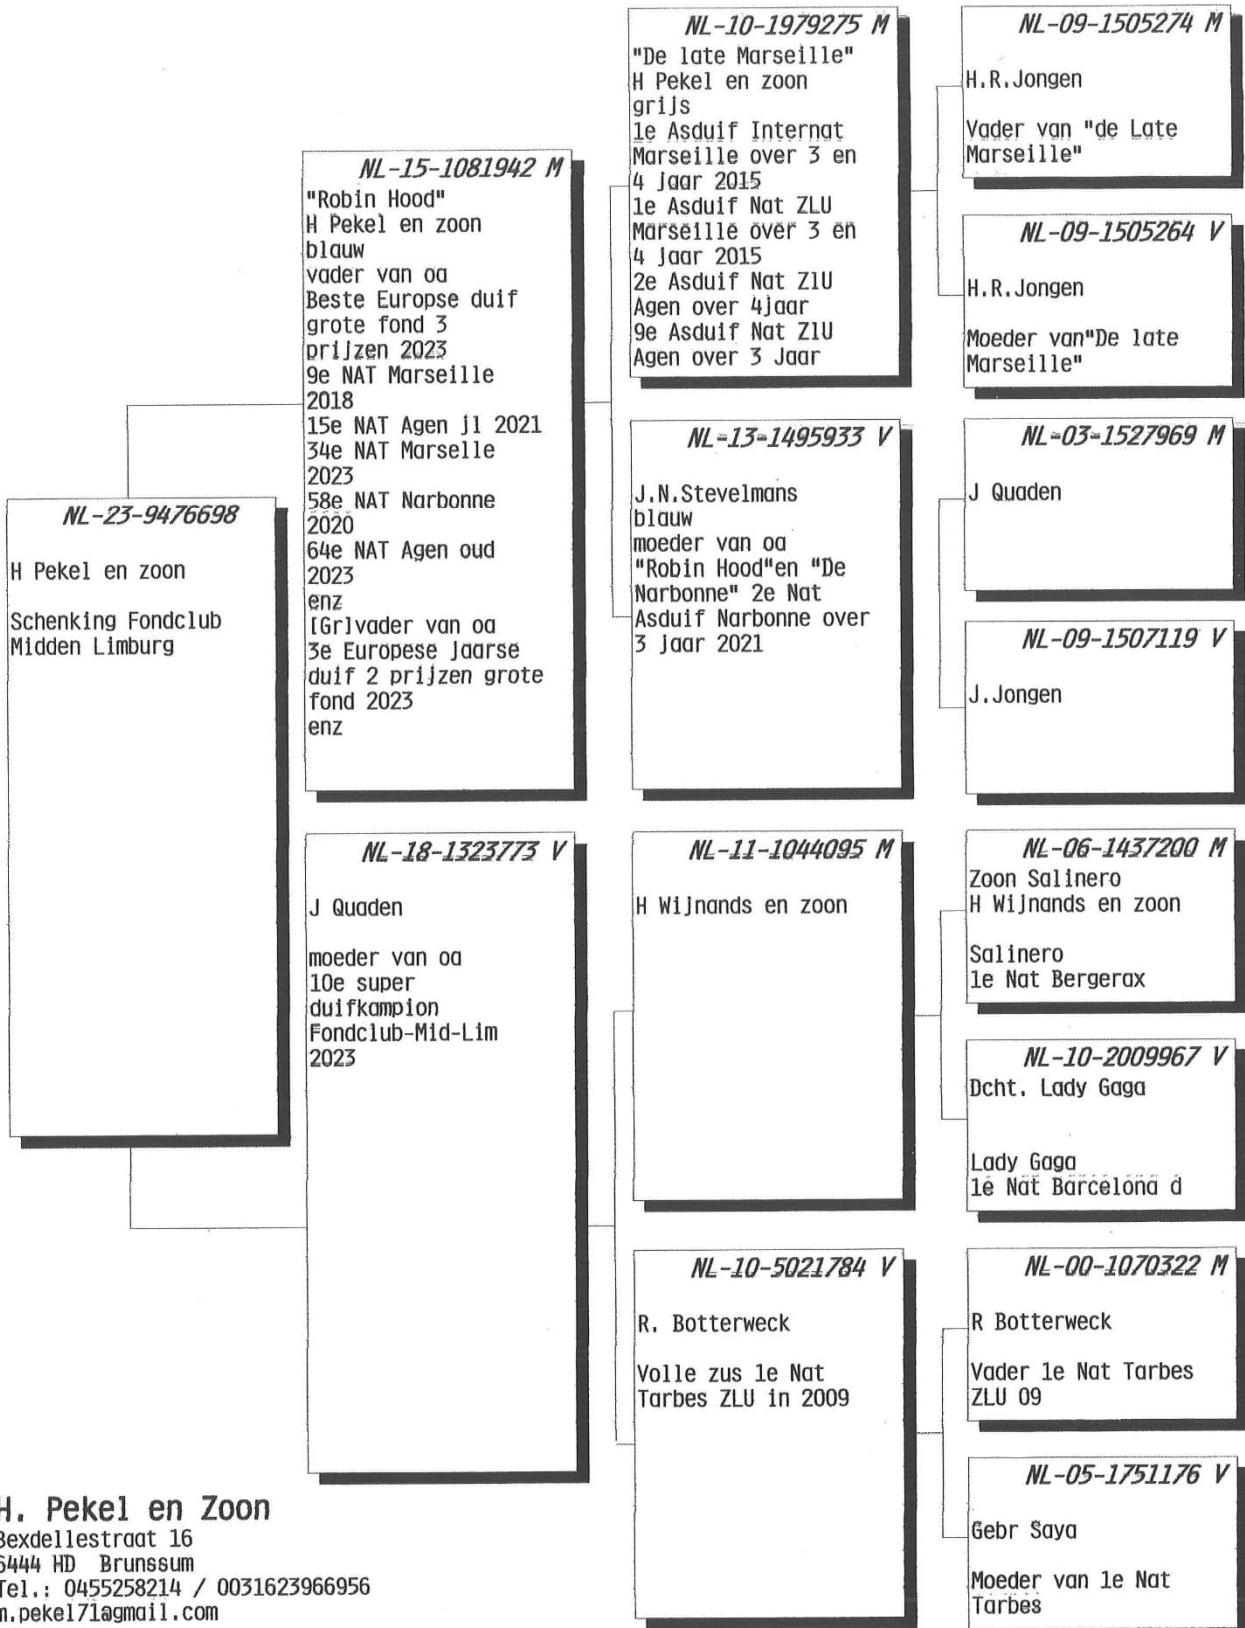 NL-23-9476698
H Pekel en zoon
Schenking Fondclub
Midden Limburg
NL-15-1081942 M
"Robin Hood"
H Pekel en zoon
blauw
vader van oa
Beste Europse duif
grote fond 3
prijzen 2023
9e NAT Marseille
2018
15e NAT Agen jl 2021
34e NAT Marselle
2023
58e NAT Narbonne
2020
64e NAT Agen oud
2023
enz
[Gr]vader van oa
3e Europese Jaarse
duif 2 prijzen grote
fond 2023
enz
NL-18-1323773 V
J Quaden
moeder van oa
10e super
duifkampion
Fondclub-Mid-Lim
2023
NL-10-1979275 M
"De late Marseille"
H Pekel en zoon
grijs
1e Asduif Internat
Marseille over 3 en
4 Jaar 2015
1e Asduif Nat ZLU
Marseille over 3 en
4 Jaar 2015
2e Asduif Nat ZlU
Agen over 4jaar
9e Asduif Nat ZlU
Agen over 3 Jaar
NL-13-1495933 V
J.N.Stevelmans
blauw
moeder van oa
"Robin Hood"en "De
Narbonne" 2e Nat
Asduif Narbonne over
3 Jaar 2021
NL-11-1044095 M
H Wijnands en zoon
NL-10-5021784 V
R. Botterweck
Volle zus 1e Nat
Tarbes ZLU in 2009
NL-09-1505274 M
H.R.Jongen
Vader van "de Late
Marseille"
NL-09-1505264 V
H.R.Jongen
Moeder van"De late
Marseille"
NL-03-1527969 M
J Quaden
NL-09-1507119 V
J.Jongen
NL-06-1437200 M
Zoon Salinero
H Wijnands en zoon
Salinero
1e Nat Bergerax
NL-10-2009967 V
Dcht. Lady Gaga
Lady Gaga
1e Nat Barcelona d
NL-00-1070322 M
R Botterweck
Vader 1e Nat Tarbes
ZLU 09
NL-05-1751176 V
Gebr Saya
Moeder van 1e Nat
Tarbes
H. Pekel en Zoon
Bexdellestraat 16
6444 HD Brunssum
Tel.: 0455258214 / 0031623966956
m.pekel71@gmail.com